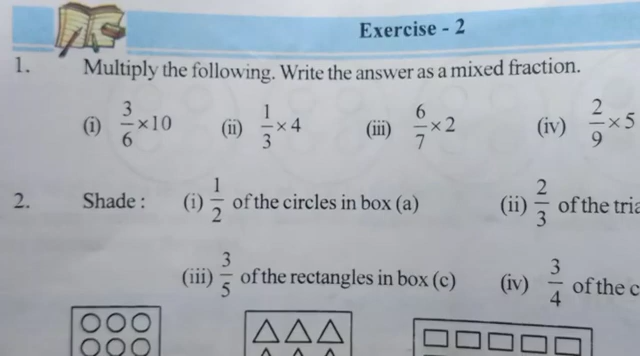 Exercise - 2
1. Multiply the following. Write the answer as a mixed fraction.
(i) 3/6 × 10 (ii) 1/3 × 4 (iii) 6/7 × 2 (iv) 2/9 × 5
2. Shade : (i) 1/2 of the circles in box (a) (ii) 2/3 of the
(iii) 3/5 of the rectangles in box (c) (iv) 3/4 of the